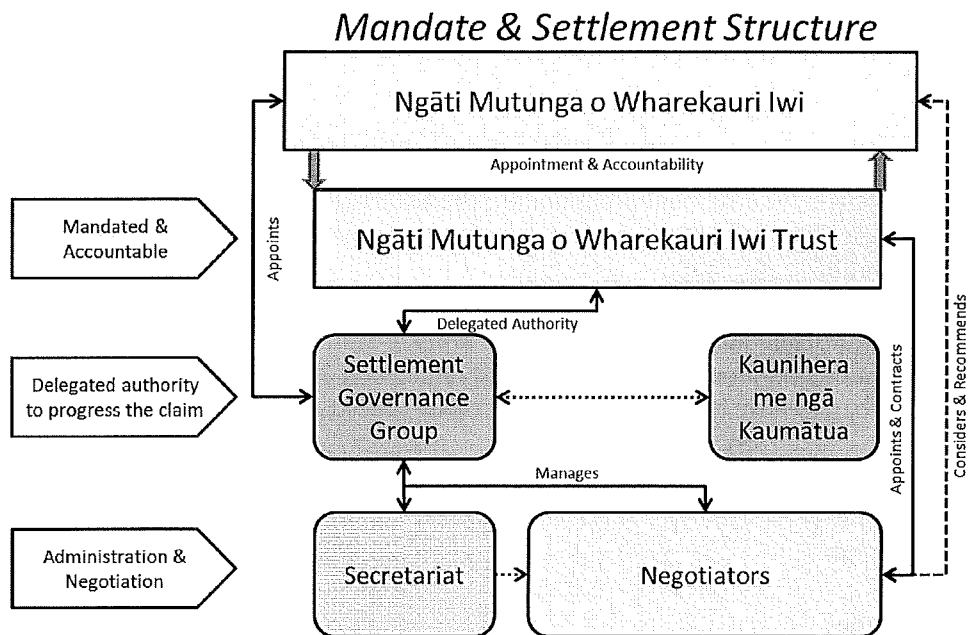 Mandate & Settlement Structure
Ngāti Mutunga o Wharekauri Iwi
Appointment & Accountability
Mandated &
Accountable
Appoints
Ngāti Mutunga o Wharekauri Iwi Trust
Delegated Authority
Delegated authority
to progress the claim
Settlement
Governance
Group
Kaunihera
me ngā
Kaumātua
Appoints & Contracts
Considers & Recommends
Manages
Administration &
Negotiation
Secretariat
Negotiators